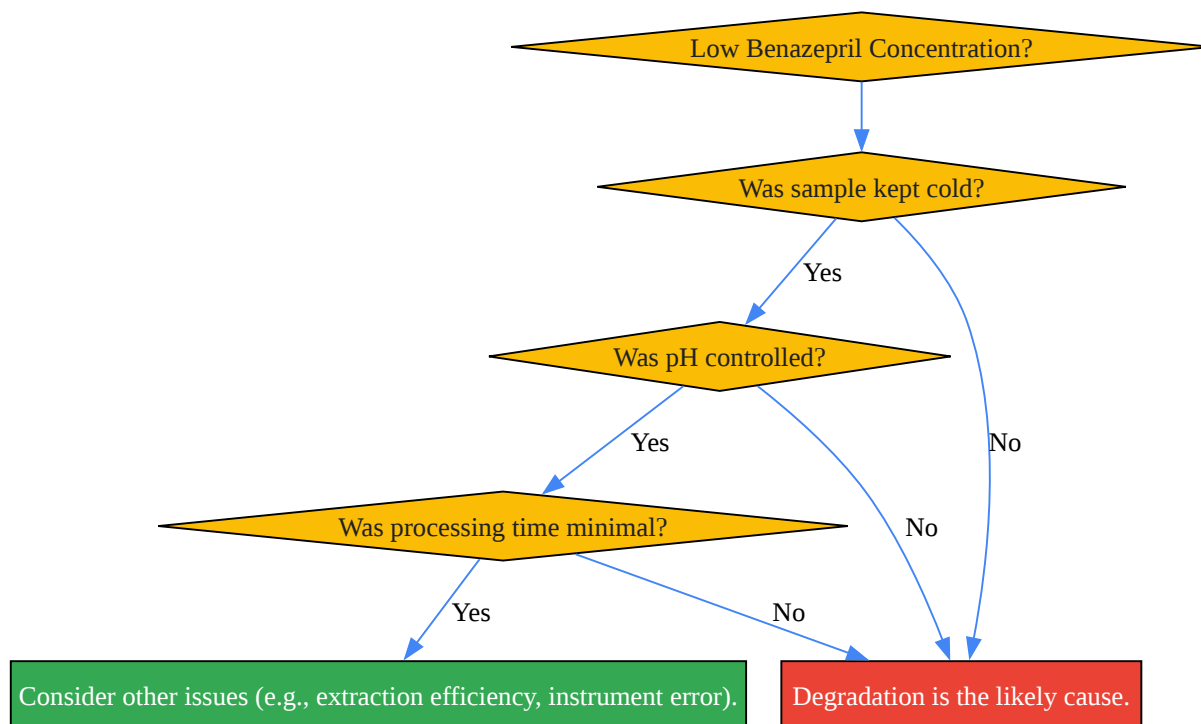 Low Benazepril Concentration?
Was sample kept cold?
Yes
Was pH controlled?
No
Yes
No
Was processing time minimal?
Yes
No
Consider other issues (e.g., extraction efficiency, instrument error).
Degradation is the likely cause.